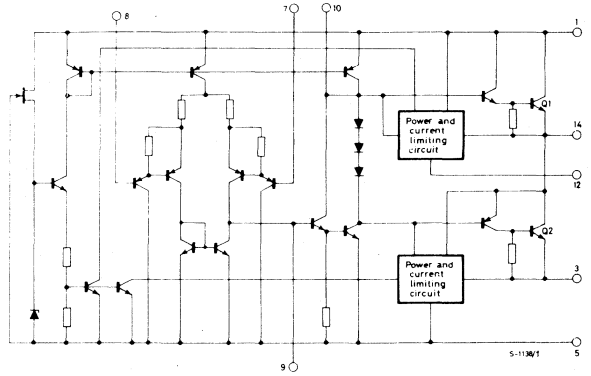 8
7
10
1
Q1
14
Power and
current
limiting
circuit
12
Q2
Power and
current
limiting
circuit
3
S-1138/1
5
9